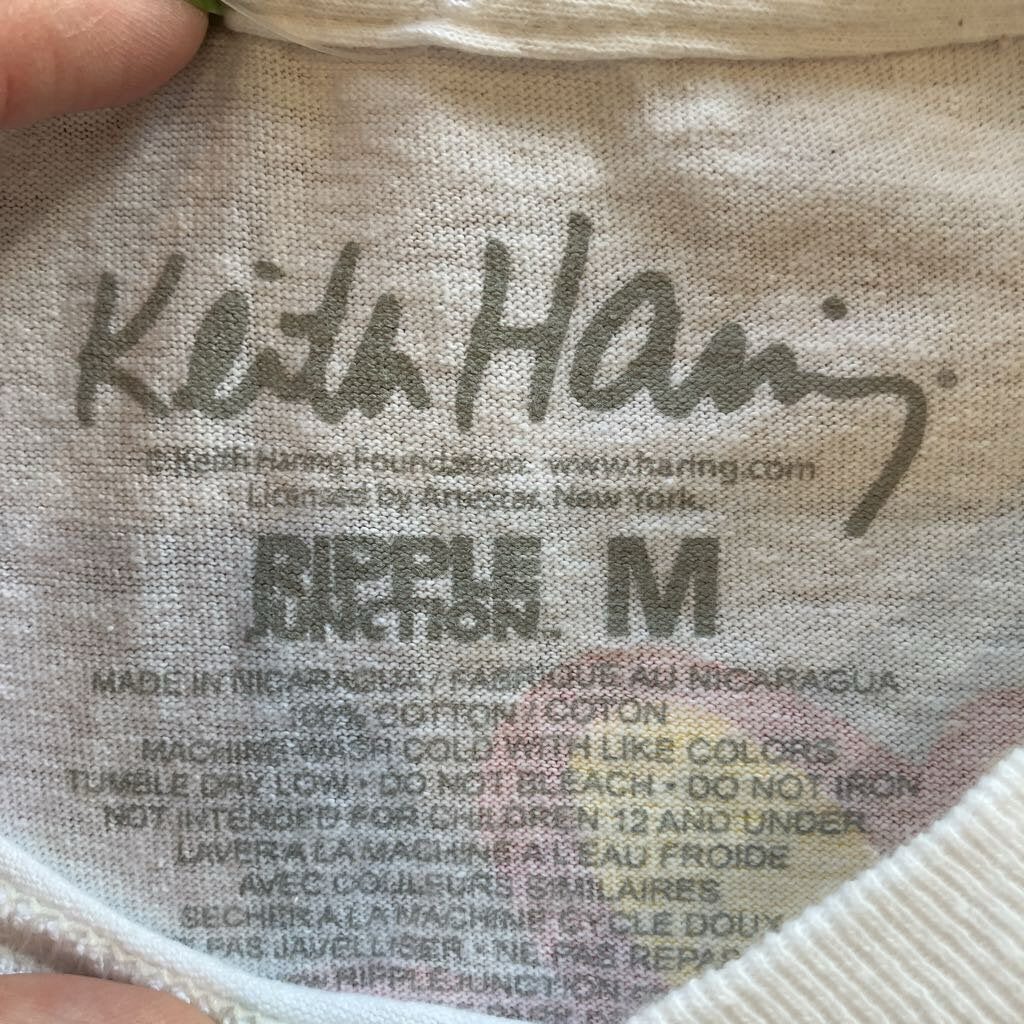 Keith Haring
© Keith Haring Foundation. www.haring.com
Licensed by Artestar, New York.
RIPPLE JUNCTION™ M
MADE IN NICARAGUA / FABRIQUE AU NICARAGUA
100% COTTON / COTON
MACHINE WASH COLD WITH LIKE COLORS
TUMBLE DRY LOW • DO NOT BLEACH • DO NOT IRON
NOT INTENDED FOR CHILDREN 12 AND UNDER
LAVER A LA MACHINE A L'EAU FROIDE
AVEC COULEURS SIMILAIRES
SECHER A LA MACHINE CYCLE DOUX
PAS JAVELLISER • NE PAS REPA
RIPPLE JUNCTION